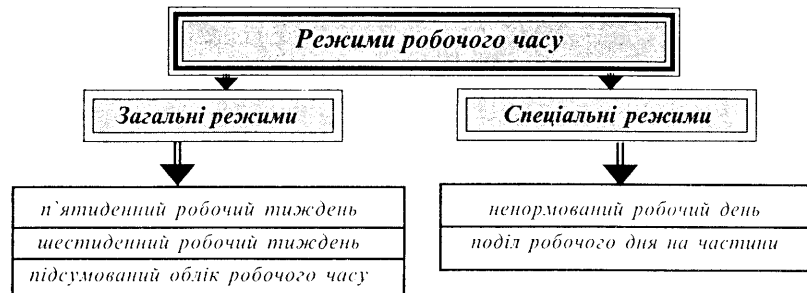 Режими робочого часу
Загальні режими
Спеціальні режими
п`ятиденний робочий тиждень
шестиденний робочий тиждень
підсумований облік робочого часу
ненормований робочий день
поділ робочого дня на частини